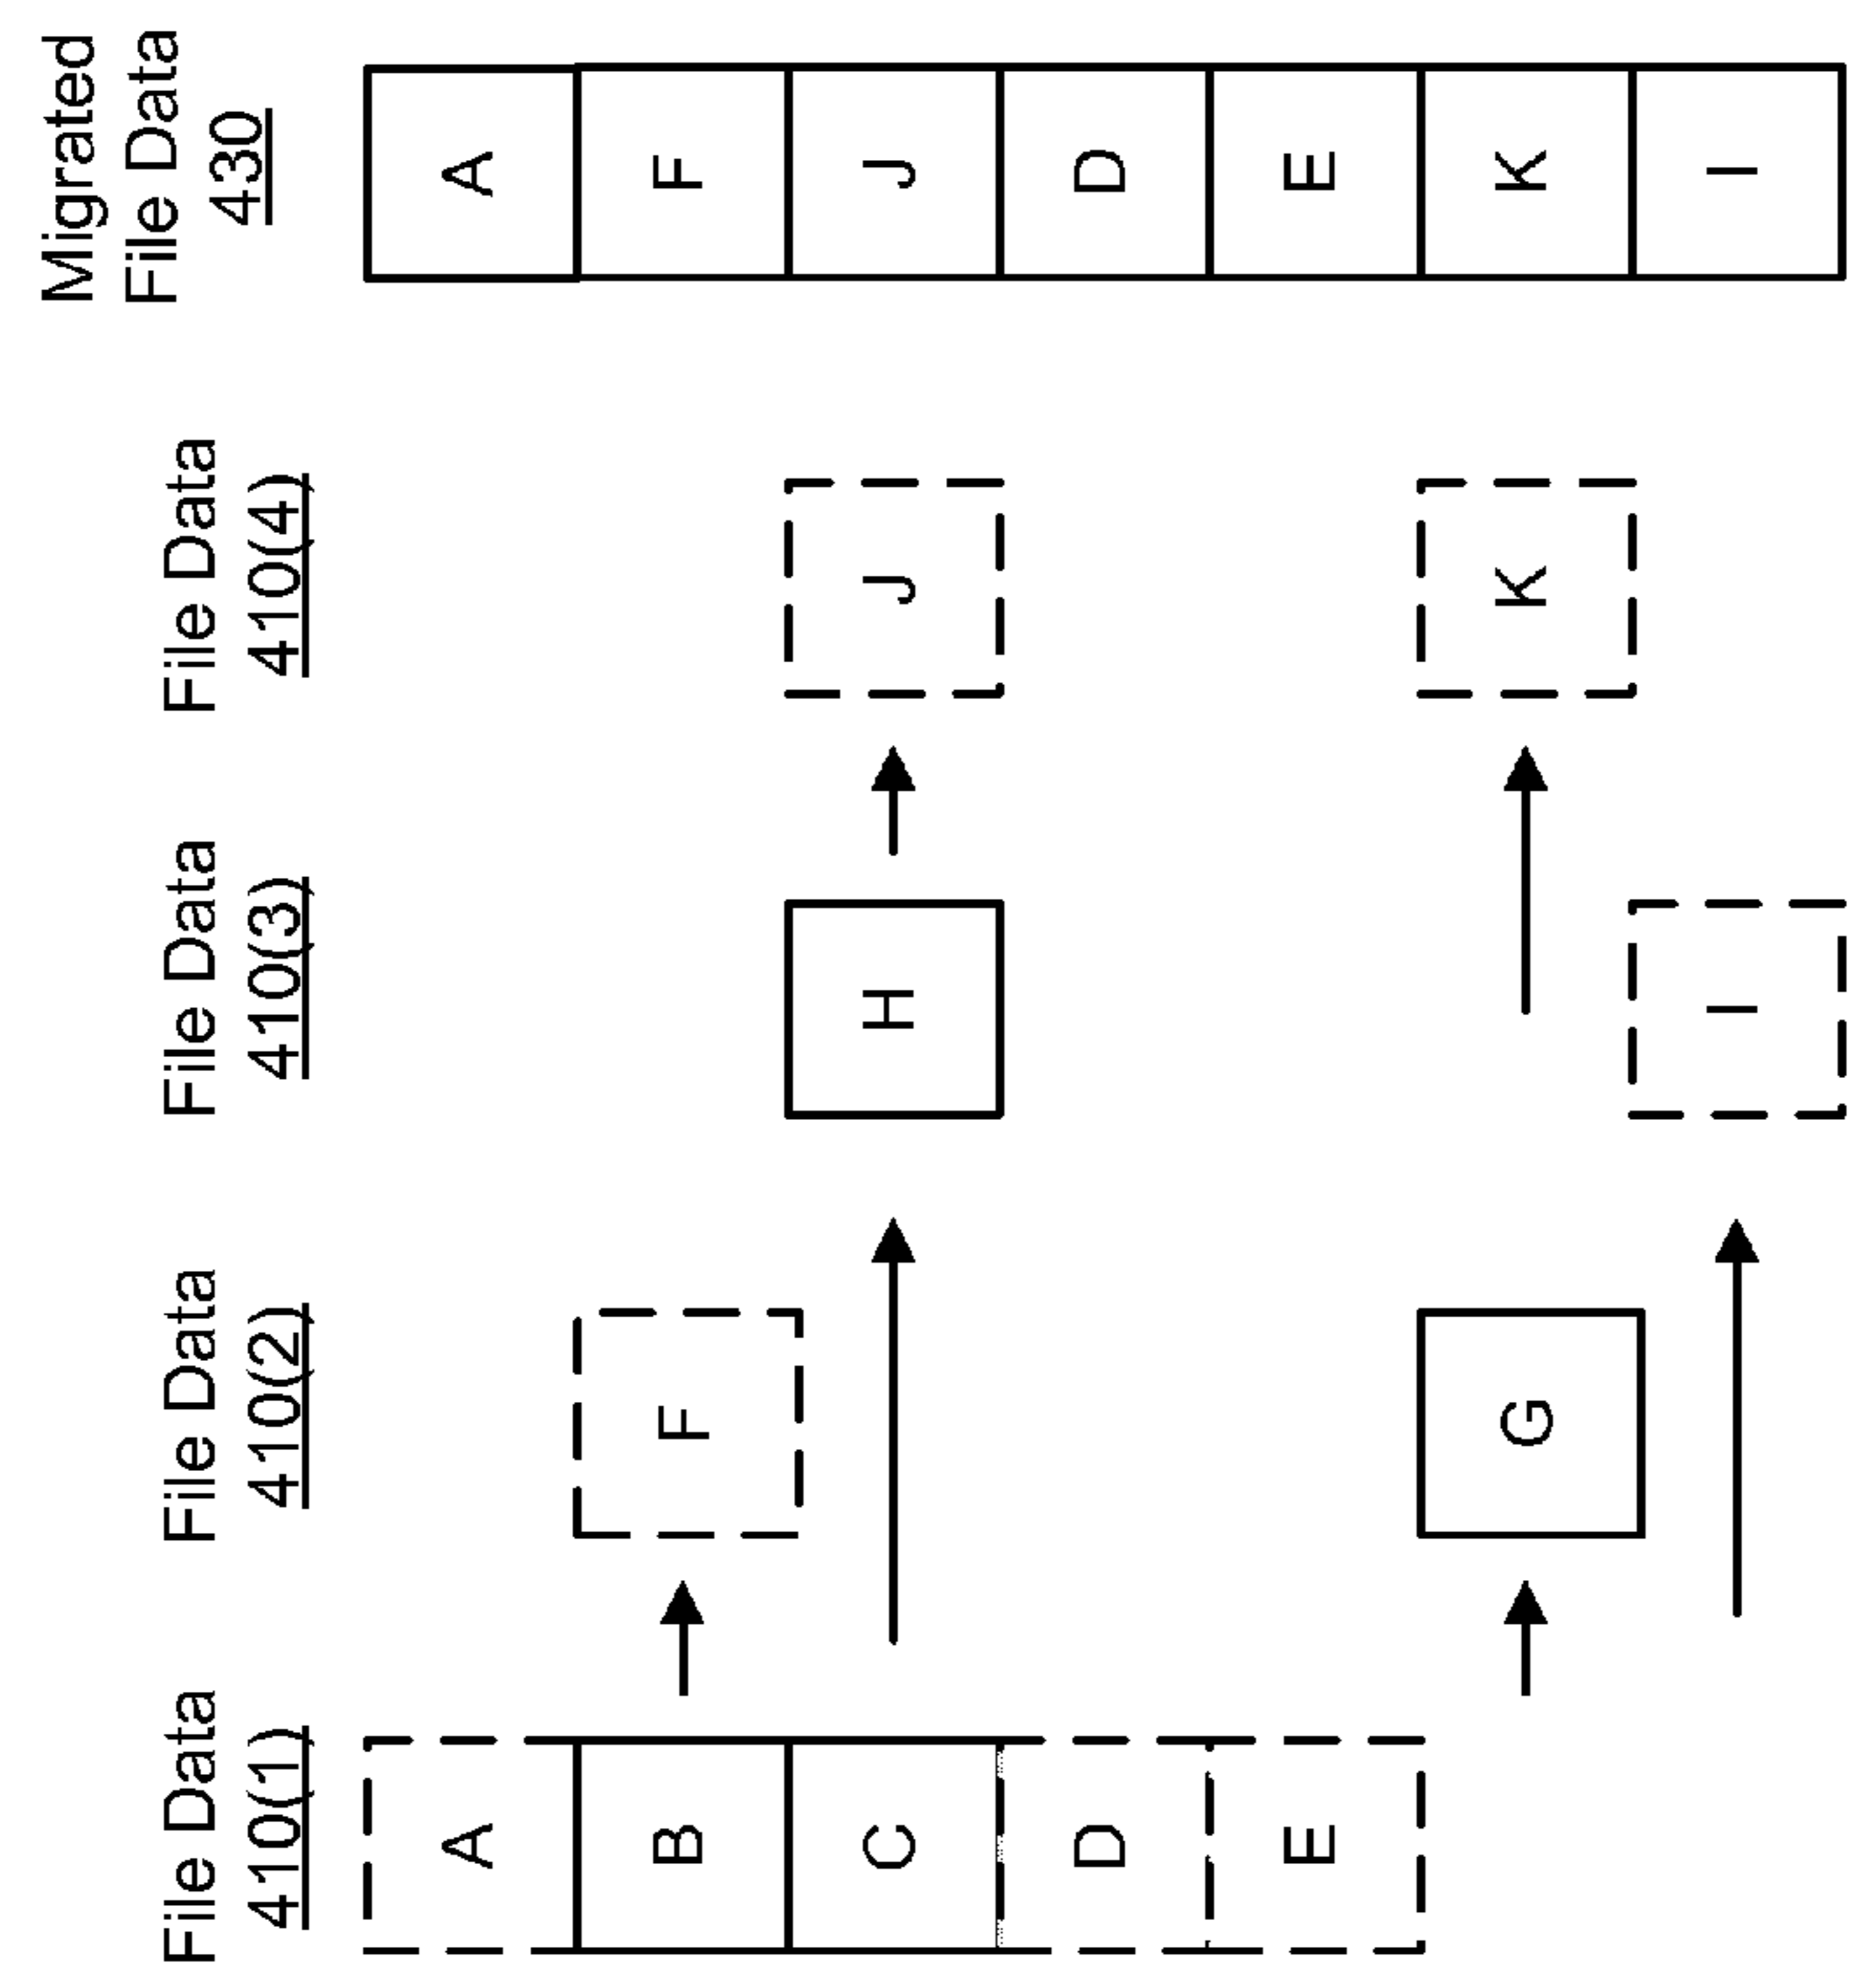 File Data
410(1)
File Data
410(2)
File Data
410(3)
File Data
410(4)
Migrated
File Data
430
A
A
B
F
F
C
H
J
J
D
D
E
E
G
K
K
I
I